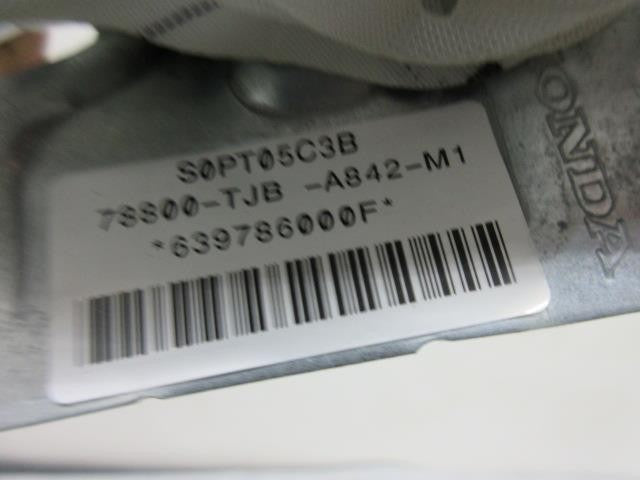 S0PT05C3B
78800-TJB -A842-M1
*639786000F*
HONDA